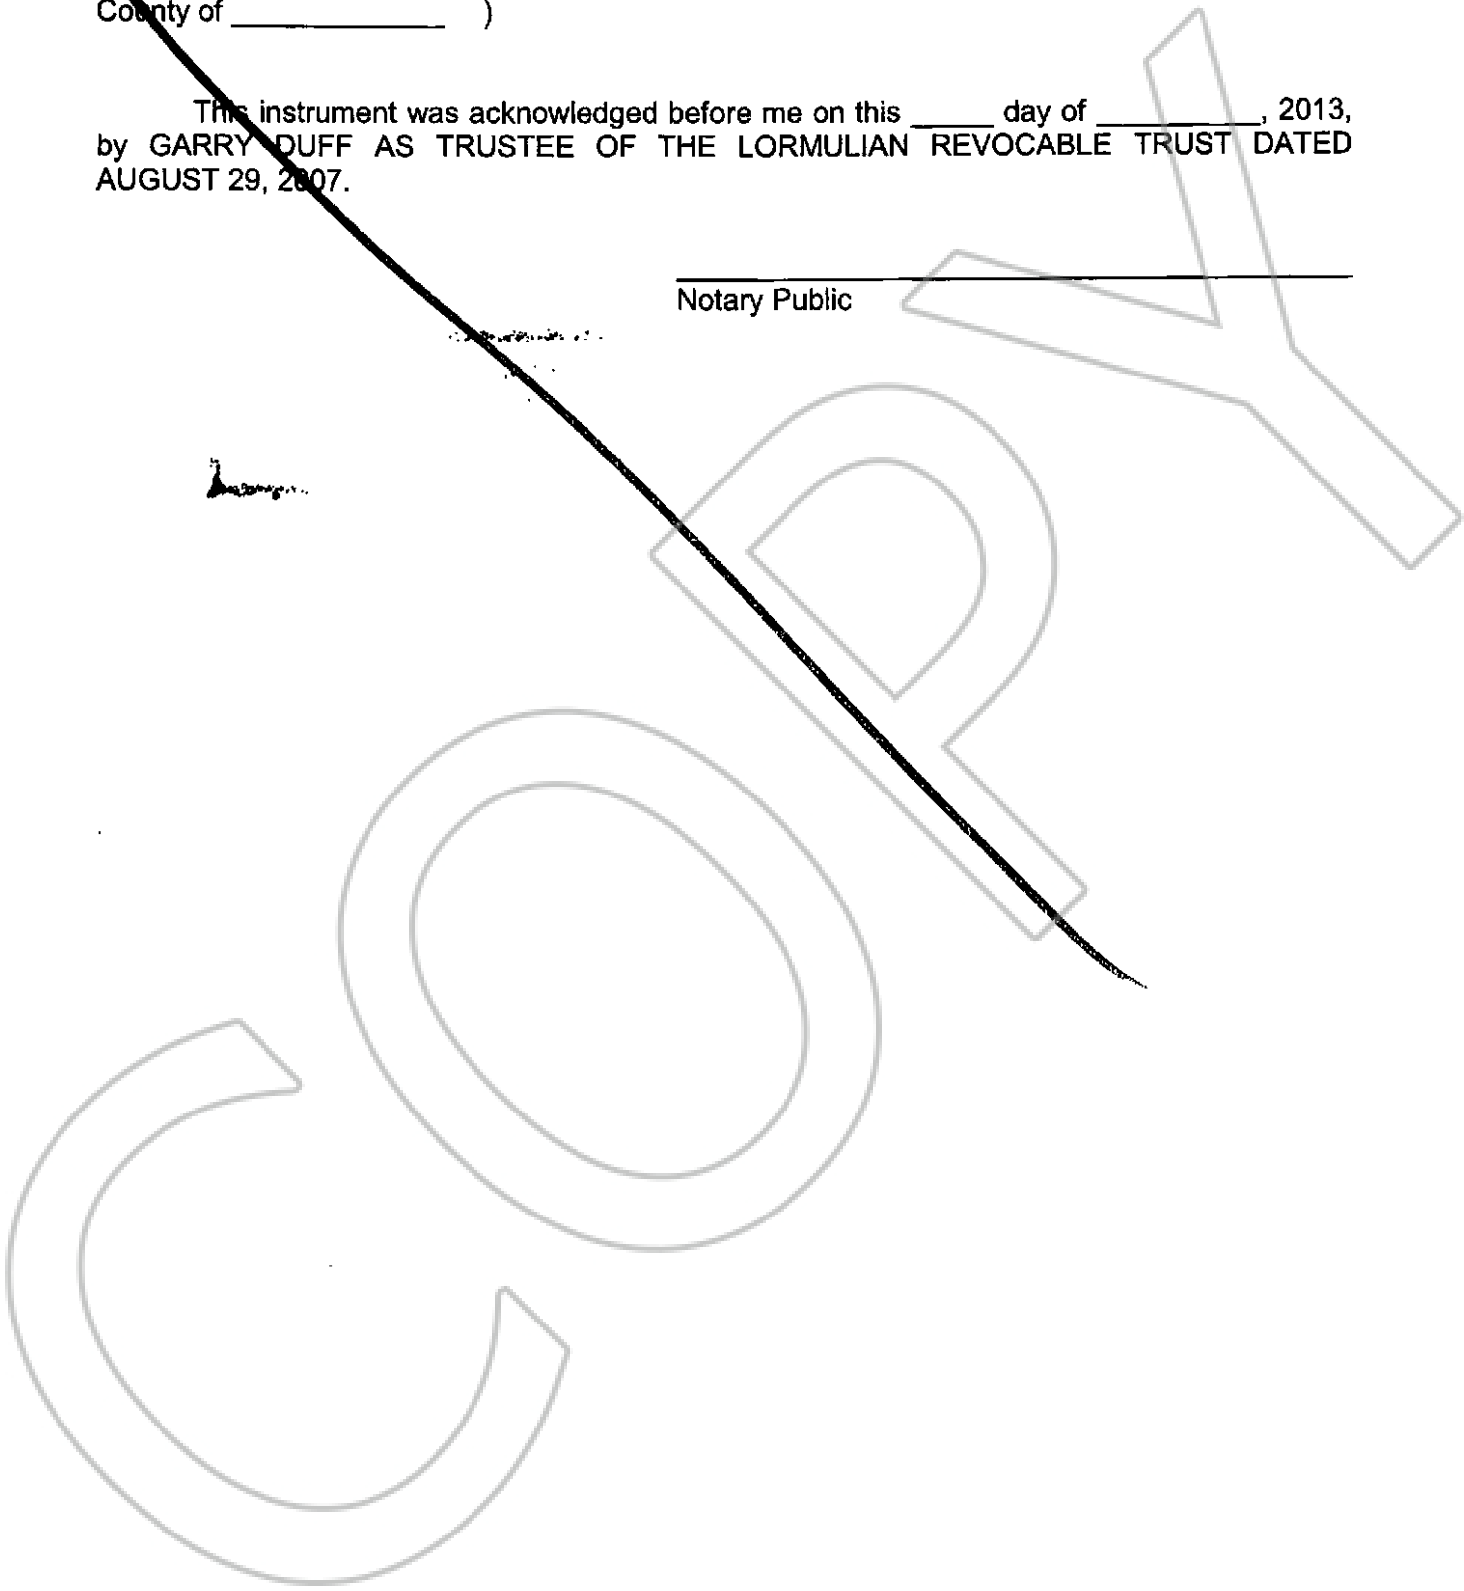 County of _____________ )
This instrument was acknowledged before me on this _____ day of __________, 2013,
by GARRY DUFF AS TRUSTEE OF THE LORMULIAN REVOCABLE TRUST DATED
AUGUST 29, 2007.
Notary Public
COPY